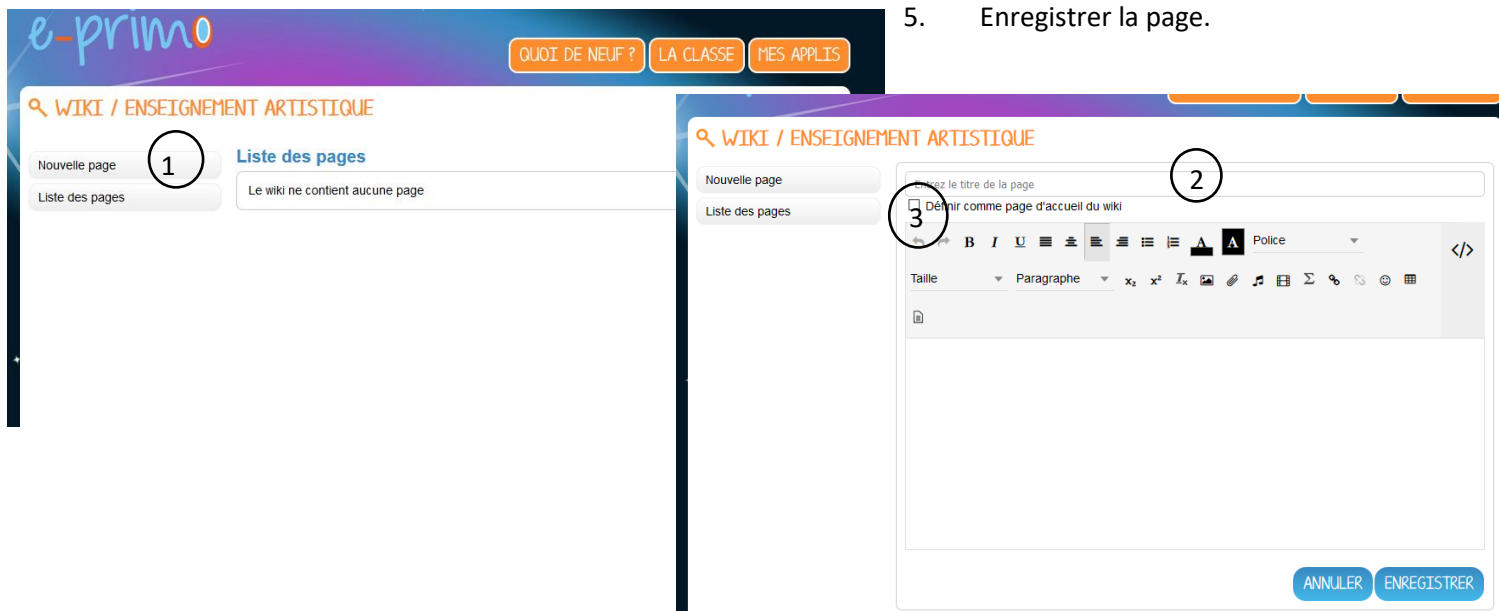 5. Enregistrer la page.
e-primo
QUOI DE NEUF ?
LA CLASSE
MES APPLIS
WIKI / ENSEIGNEMENT ARTISTIQUE
Nouvelle page
1
Liste des pages
Liste des pages
Le wiki ne contient aucune page
WIKI / ENSEIGNEMENT ARTISTIQUE
Nouvelle page
Liste des pages
Entrez le titre de la page
2
Définir comme page d'accueil du wiki
3
B I U A A Police </>
Taille Paragraphe x₂ x² Iₓ Σ
ANNULER
ENREGISTRER